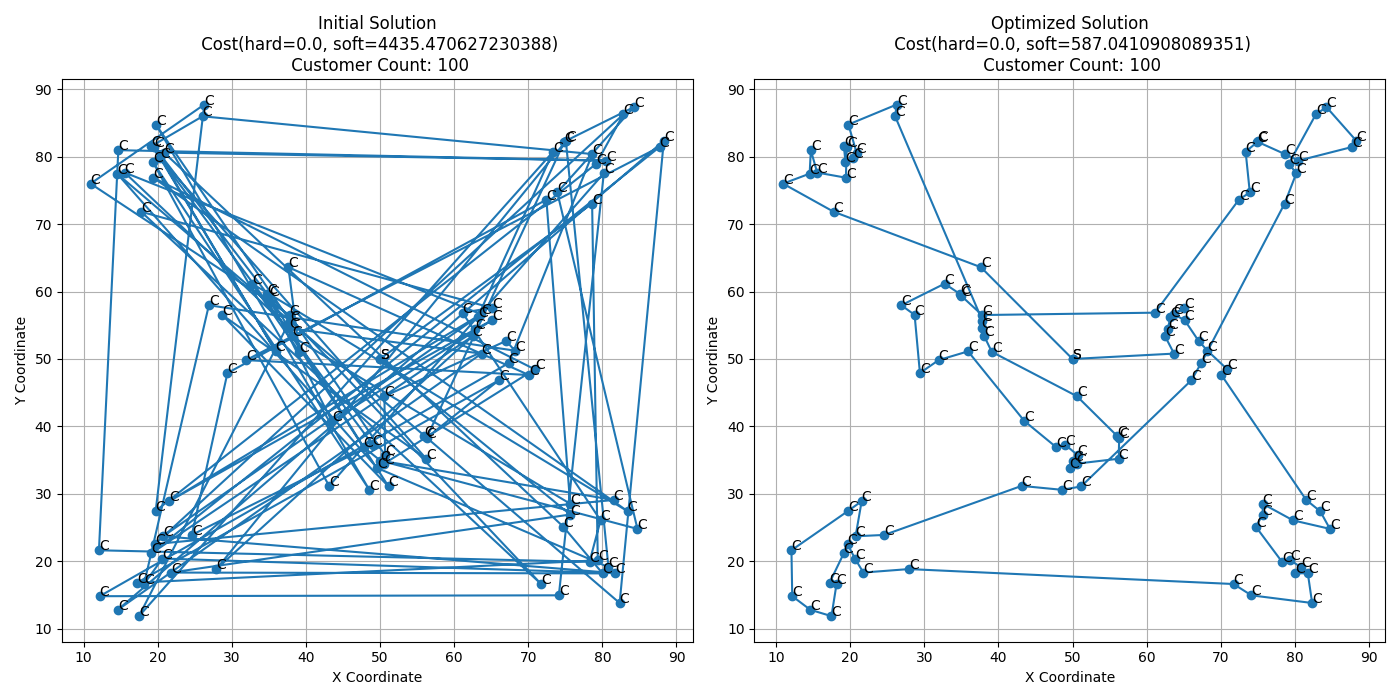 Initial Solution
Cost(hard=0.0, soft=4435.470627230388)
Customer Count: 100
Y Coordinate
90
80
70
60
50
40
30
20
10
10 20 30 40 50 60 70 80 90
X Coordinate
S
C
Optimized Solution
Cost(hard=0.0, soft=587.0410908089351)
Customer Count: 100
Y Coordinate
90
80
70
60
50
40
30
20
10
10 20 30 40 50 60 70 80 90
X Coordinate
S
C